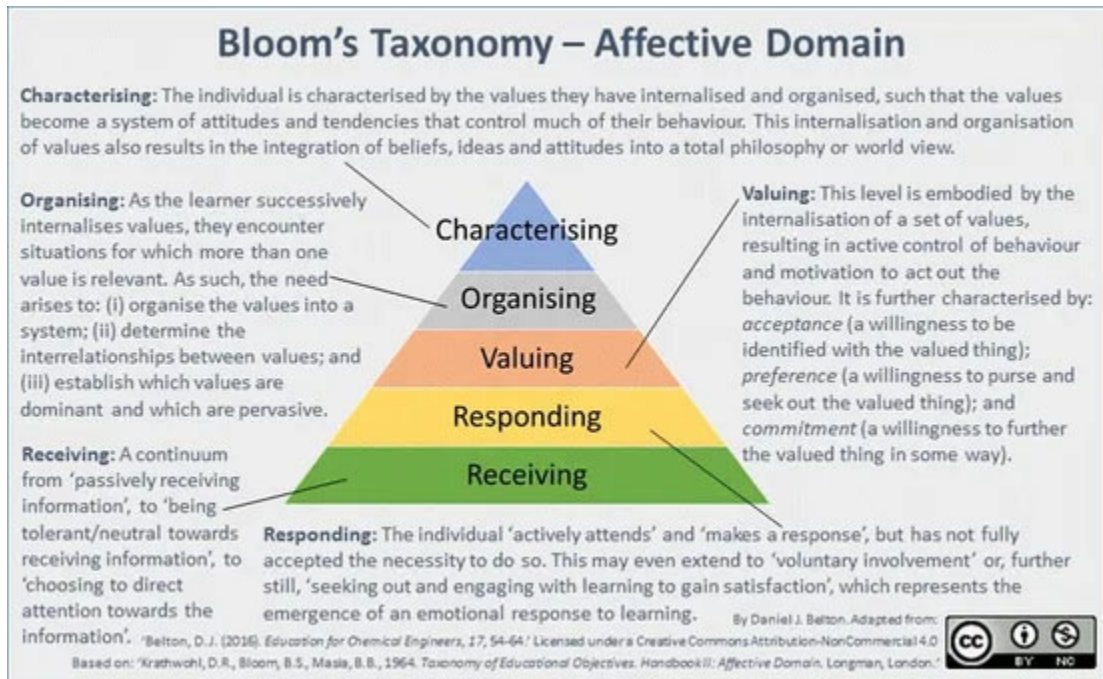 Bloom's Taxonomy – Affective Domain
Characterising: The individual is characterised by the values they have internalised and organised, such that the values
become a system of attitudes and tendencies that control much of their behaviour. This internalisation and organisation
of values also results in the integration of beliefs, ideas and attitudes into a total philosophy or world view.
Organising: As the learner successively
internalises values, they encounter
situations for which more than one
value is relevant. As such, the need
arises to: (i) organise the values into a
system; (ii) determine the
interrelationships between values; and
(iii) establish which values are
dominant and which are pervasive.
Characterising
Organising
Valuing
Responding
Receiving
Valuing: This level is embodied by the
internalisation of a set of values,
resulting in active control of behaviour
and motivation to act out the
behaviour. It is further characterised by:
acceptance (a willingness to be
identified with the valued thing);
preference (a willingness to purse and
seek out the valued thing); and
commitment (a willingness to further
the valued thing in some way).
Receiving: A continuum
from 'passively receiving
information', to 'being
tolerant/neutral towards
receiving information', to
'choosing to direct
attention towards the
information'.
Responding: The individual 'actively attends' and 'makes a response', but has not fully
accepted the necessity to do so. This may even extend to 'voluntary involvement' or, further
still, 'seeking out and engaging with learning to gain satisfaction', which represents the
emergence of an emotional response to learning.
By Daniel J. Belton. Adapted from:
'Belton, D.J. (2016). Education for Chemical Engineers, 17, 54-64.' Licensed under a Creative Commons Attribution-NonCommercial 4.0
Based on: 'Krathwohl, D.R., Bloom, B.S., Masia, B.B., 1964. Taxonomy of Educational Objectives. Handbook II: Affective Domain. Longman, London.'
cc
BY NC